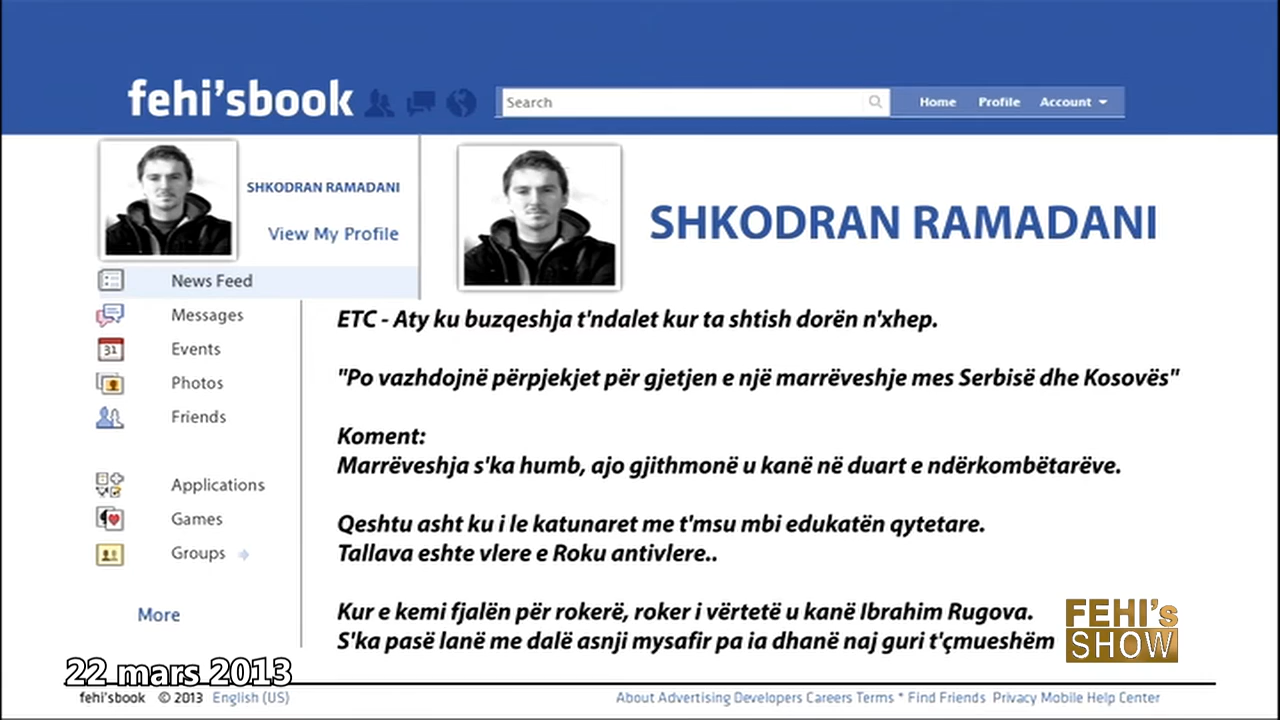 fehi'sbook
Search
Home Profile Account
SHKODRAN RAMADANI
View My Profile
SHKODRAN RAMADANI
News Feed
Messages
31 Events
Photos
Friends
Applications
Games
Groups
More
ETC - Aty ku buzqeshja t'ndalet kur ta shtish dorën n'xhep.
"Po vazhdojnë përpjekjet për gjetjen e një marrëveshje mes Serbisë dhe Kosovës"
Koment:
Marrëveshja s'ka humb, ajo gjithmonë u kanë në duart e ndërkombëtarëve.
Qeshtu asht ku i le katunaret me t'msu mbi edukatën qytetare.
Tallava eshte vlere e Roku antivlere..
Kur e kemi fjalën për rokerë, roker i vërtetë u kanë Ibrahim Rugova.
S'ka pasë lanë me dalë asnji mysafir pa ia dhanë naj guri t'çmueshëm
FEHI's
SHOW
22 mars 2013
fehi'sbook © 2013 English (US)
About Advertising Developers Careers Terms * Find Friends Privacy Mobile Help Center